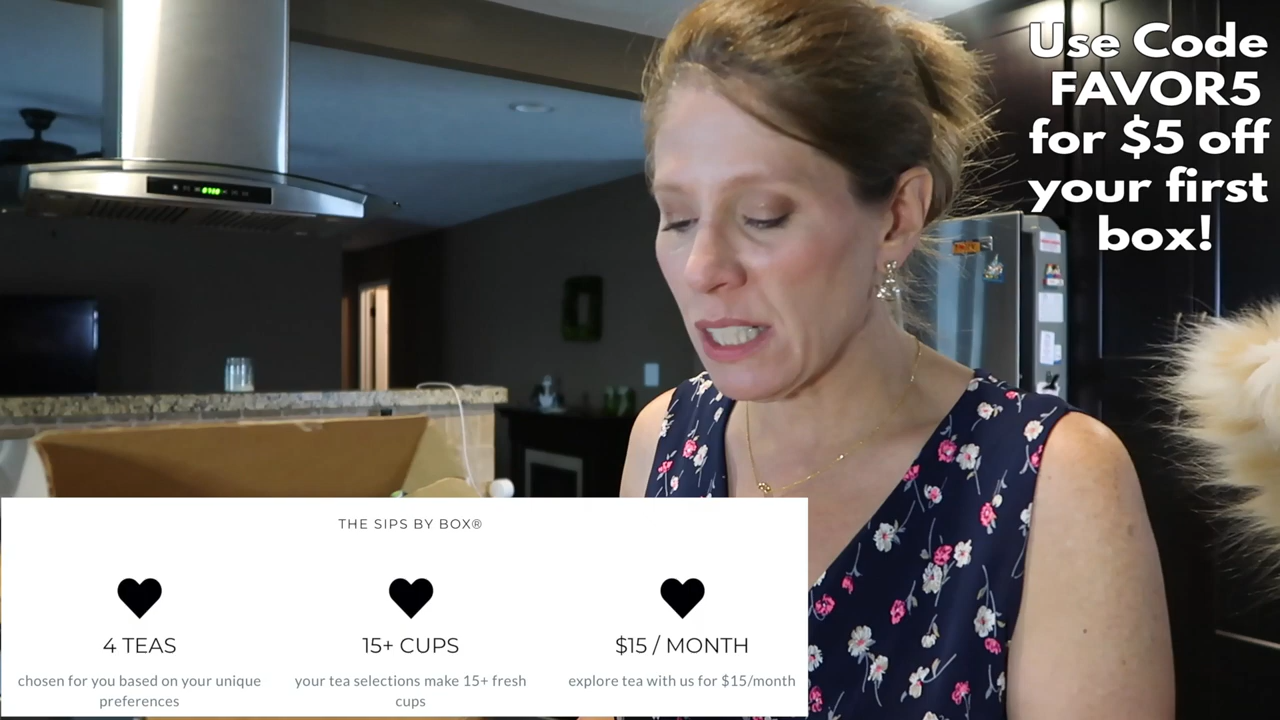 Use Code
FAVOR5
for $5 off
your first
box!
THE SIPS BY BOX®
4 TEAS
chosen for you based on your unique
preferences
15+ CUPS
your tea selections make 15+ fresh
cups
$15 / MONTH
explore tea with us for $15/month